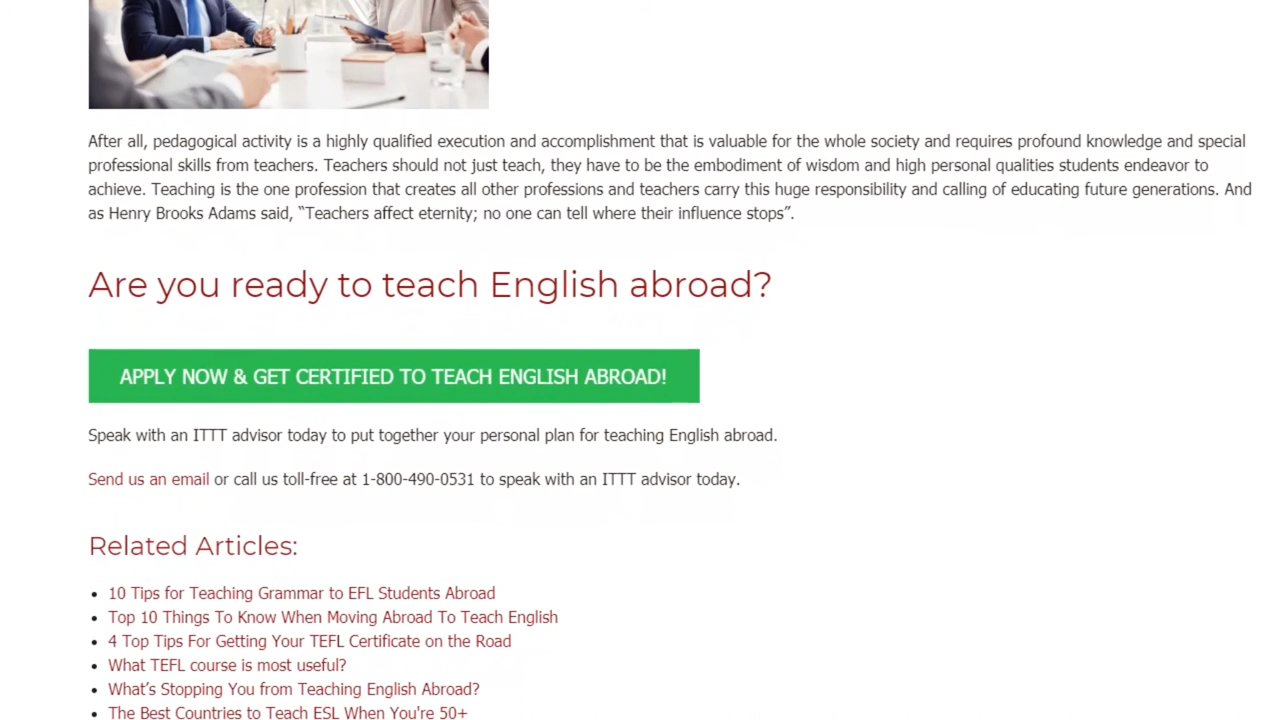 After all, pedagogical activity is a highly qualified execution and accomplishment that is valuable for the whole society and requires profound knowledge and special
professional skills from teachers. Teachers should not just teach, they have to be the embodiment of wisdom and high personal qualities students endeavor to
achieve. Teaching is the one profession that creates all other professions and teachers carry this huge responsibility and calling of educating future generations. And
as Henry Brooks Adams said, “Teachers affect eternity; no one can tell where their influence stops”.
Are you ready to teach English abroad?
APPLY NOW & GET CERTIFIED TO TEACH ENGLISH ABROAD!
Speak with an ITTT advisor today to put together your personal plan for teaching English abroad.
Send us an email or call us toll-free at 1-800-490-0531 to speak with an ITTT advisor today.
Related Articles:
• 10 Tips for Teaching Grammar to EFL Students Abroad
• Top 10 Things To Know When Moving Abroad To Teach English
• 4 Top Tips For Getting Your TEFL Certificate on the Road
• What TEFL course is most useful?
• What’s Stopping You from Teaching English Abroad?
• The Best Countries to Teach ESL When You're 50+